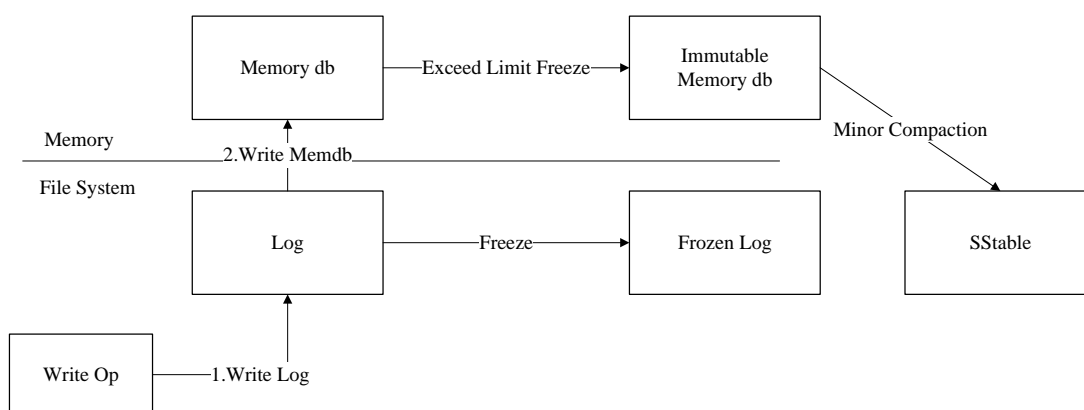 Memory db
Exceed Limit Freeze
Immutable
Memory db
Minor Compaction
Memory
2.Write Memdb
File System
Log
Freeze
Frozen Log
SStable
Write Op
1.Write Log